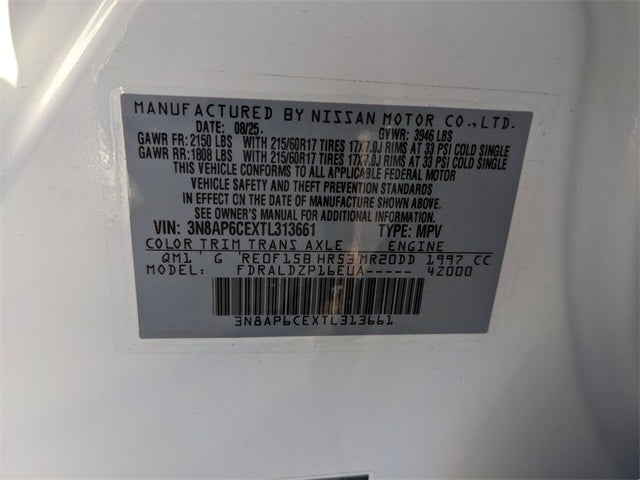 MANUFACTURED BY NISSAN MOTOR CO.,LTD.
DATE: 08/25. GVWR: 3946 LBS
GAWR FR: 2150 LBS WITH 215/60R17 TIRES 17X7.0J RIMS AT 33 PSI COLD SINGLE
GAWR RR: 1808 LBS WITH 215/60R17 TIRES 17X7.0J RIMS AT 33 PSI COLD SINGLE
THIS VEHICLE CONFORMS TO ALL APPLICABLE FEDERAL MOTOR
VEHICLE SAFETY AND THEFT PREVENTION STANDARDS
IN EFFECT ON THE DATE OF MANUFACTURE SHOWN ABOVE.
SEE OWNER'S MANUAL FOR ADDITIONAL INFORMATION.
VIN: 3N8AP6CEXTL313661 TYPE: MPV
COLOR TRIM TRANS AXLE ENGINE
QM1 G RE0F15B HR53 MR20DD 1997 CC
MODEL: FDRALDZP16EUA----- 4Z000
3N8AP6CEXTL313661